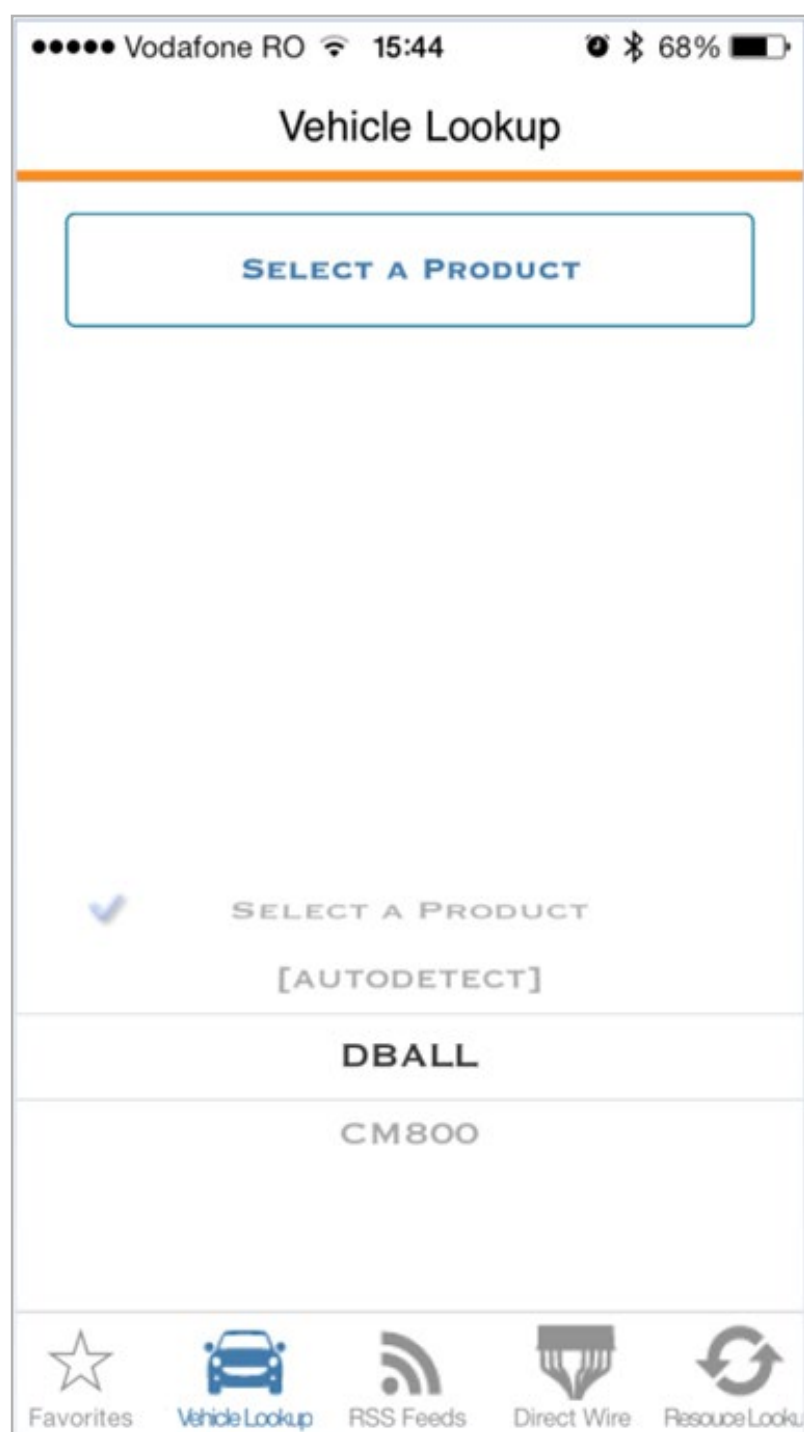 Vodafone RO 15:44 68%
Vehicle Lookup
SELECT A PRODUCT
SELECT A PRODUCT
[AUTODETECT]
DBALL
CM800
Favorites Vehicle Lookup RSS Feeds Direct Wire Resouce Looku